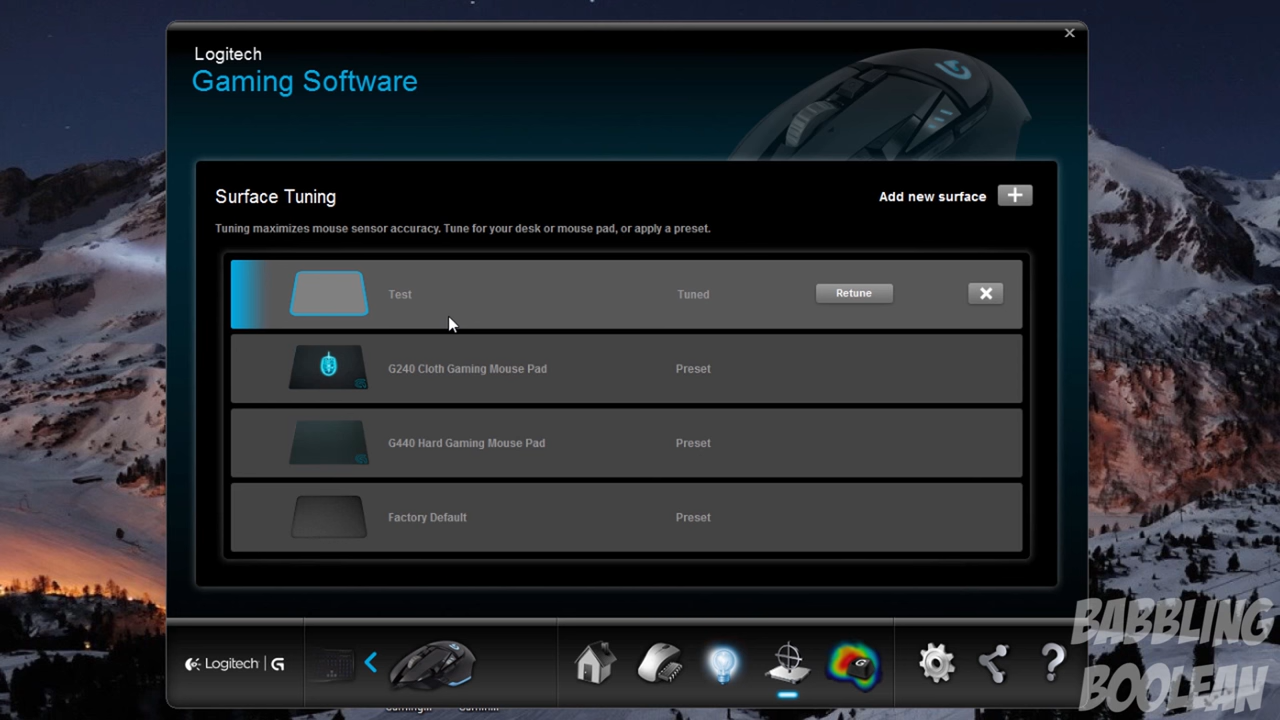 Logitech
Gaming Software
Surface Tuning
Add new surface
Tuning maximizes mouse sensor accuracy. Tune for your desk or mouse pad, or apply a preset.
Test
Tuned
Retune
G240 Cloth Gaming Mouse Pad
Preset
G440 Hard Gaming Mouse Pad
Preset
Factory Default
Preset
Logitech | G
BABBLING
BOOLEAN